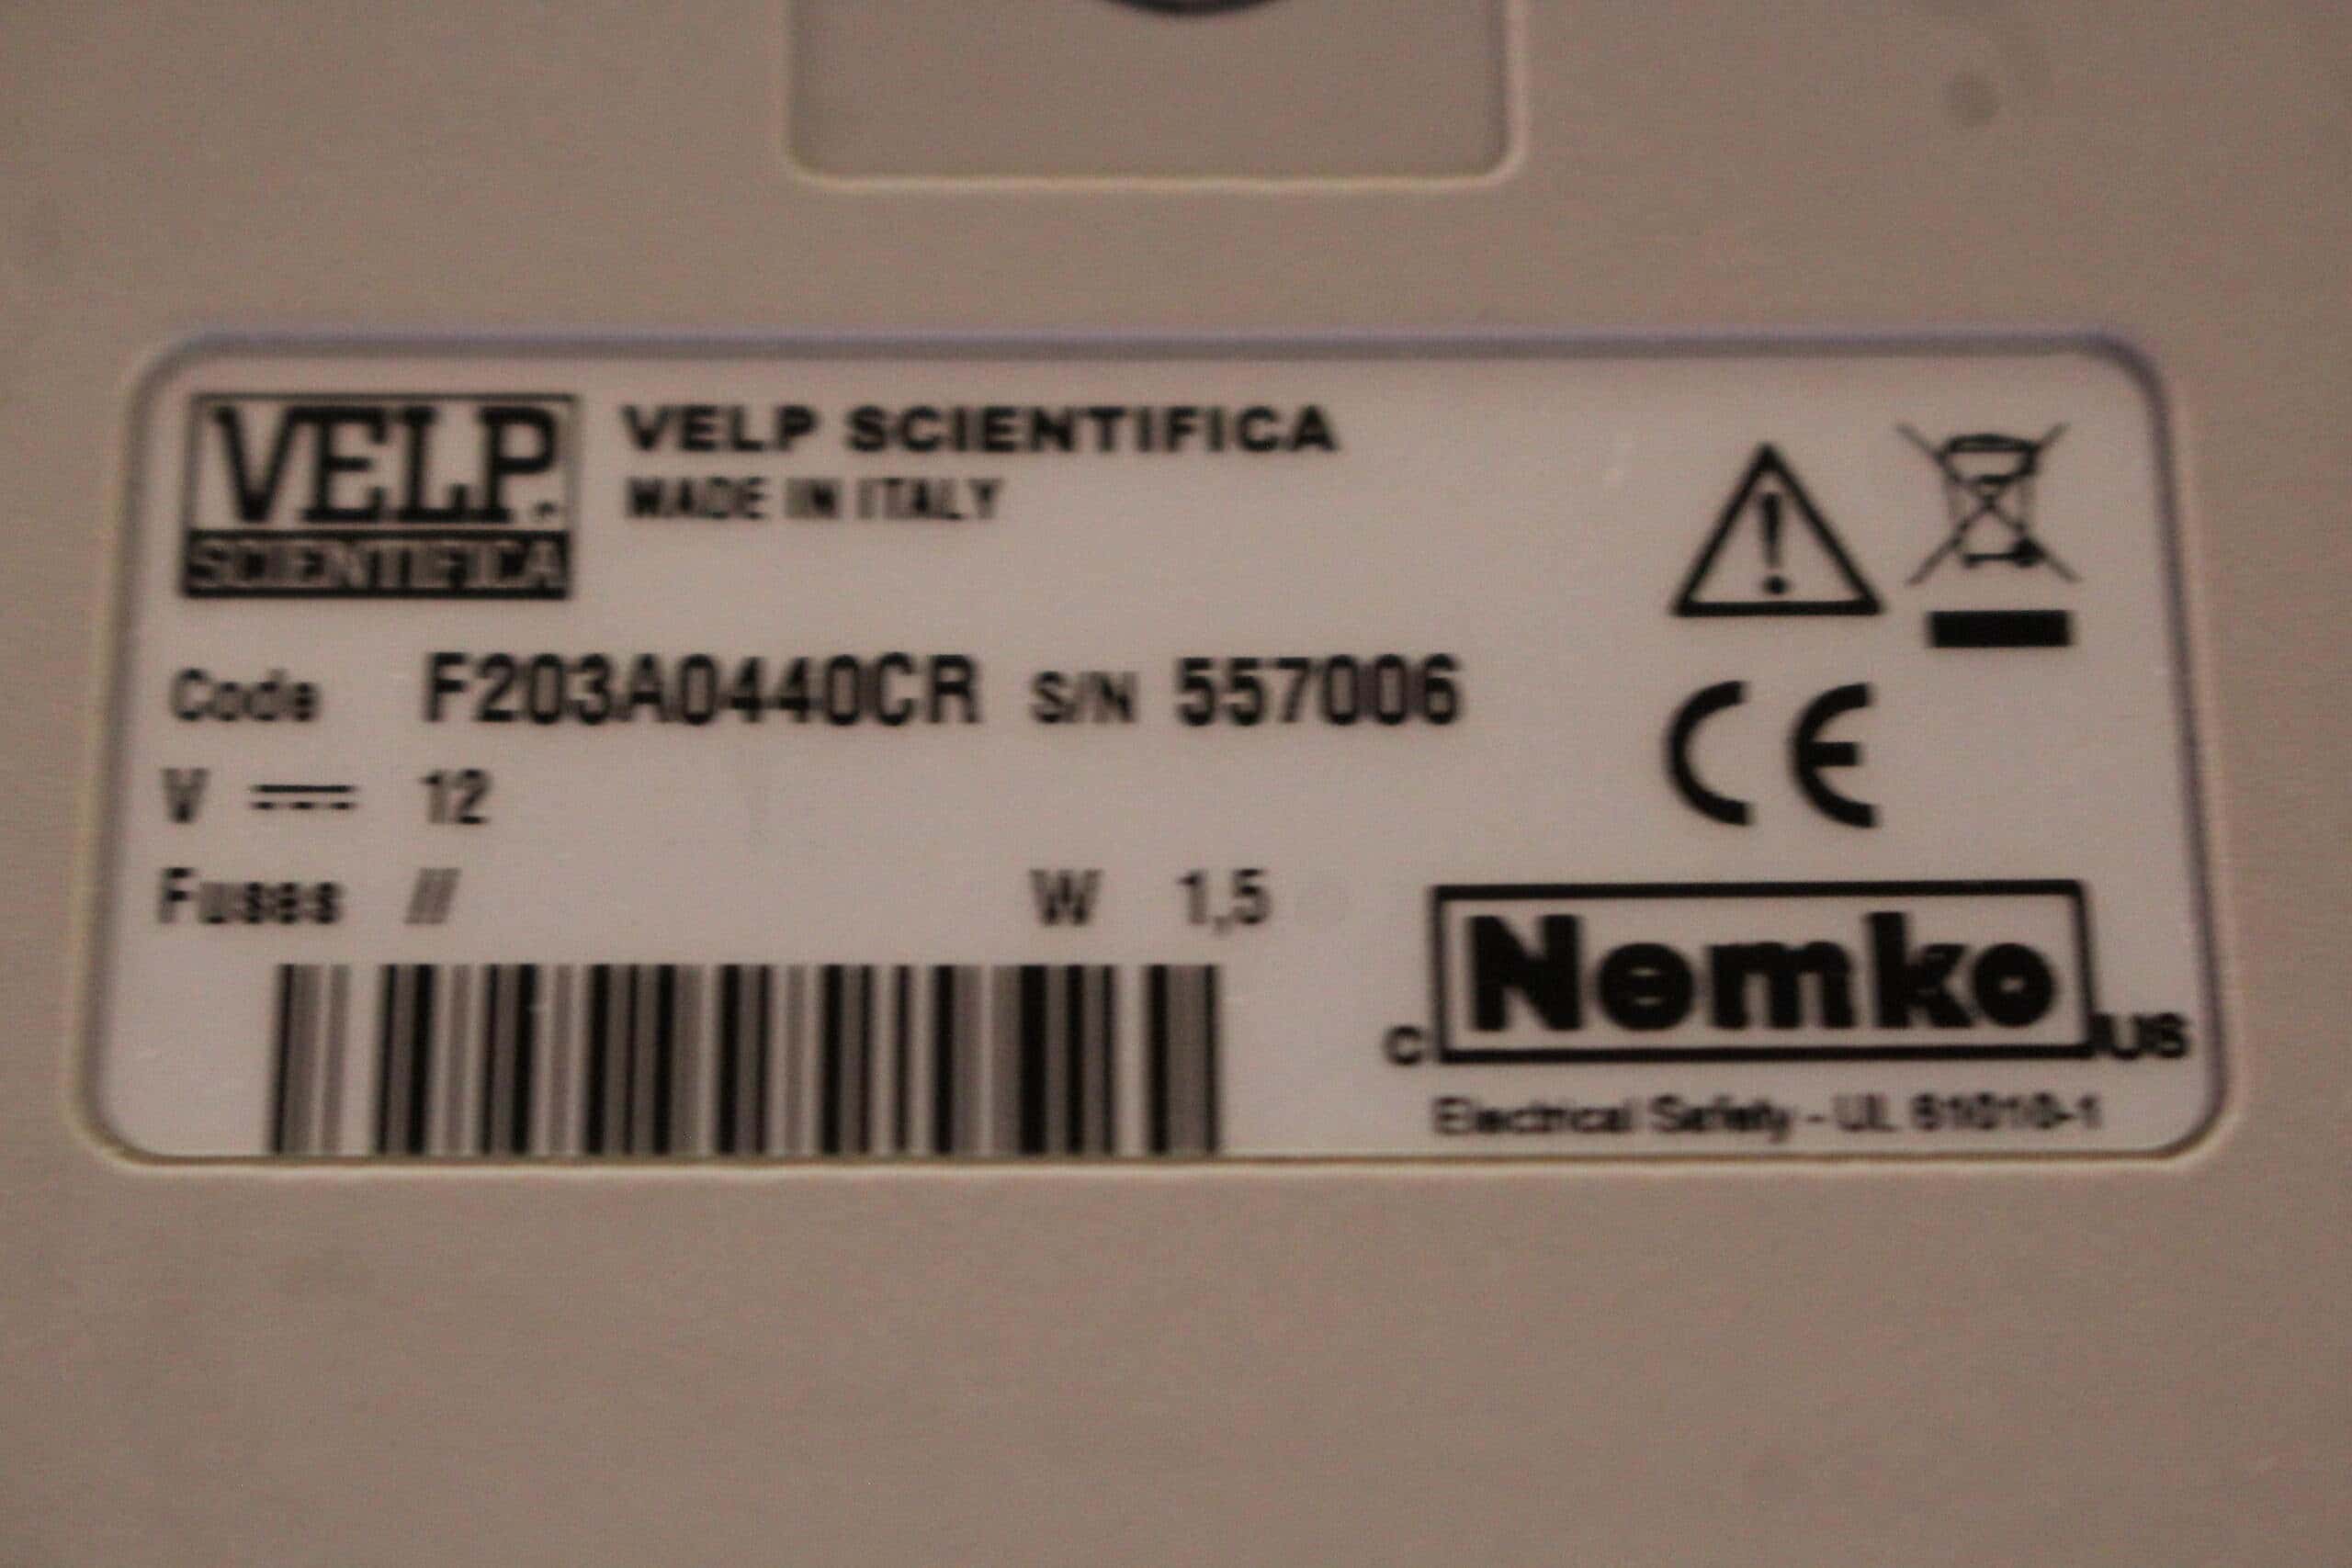 VELP
SCIENTIFICA
VELP SCIENTIFICA
MADE IN ITALY
Code F203A0440CR S/N 557006
V 12
Fuses // W 1,5
CE
c Nemko US
Electrical Safety - UL 61010-1